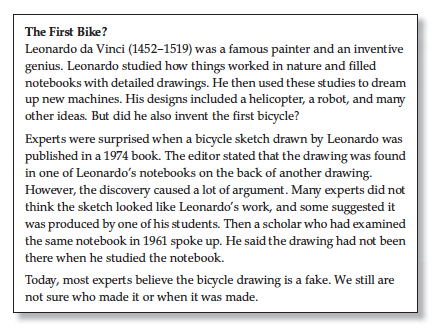 The First Bike?
Leonardo da Vinci (1452–1519) was a famous painter and an inventive
genius. Leonardo studied how things worked in nature and filled
notebooks with detailed drawings. He then used these studies to dream
up new machines. His designs included a helicopter, a robot, and many
other ideas. But did he also invent the first bicycle?
Experts were surprised when a bicycle sketch drawn by Leonardo was
published in a 1974 book. The editor stated that the drawing was found
in one of Leonardo's notebooks on the back of another drawing.
However, the discovery caused a lot of argument. Many experts did not
think the sketch looked like Leonardo's work, and some suggested it
was produced by one of his students. Then a scholar who had examined
the same notebook in 1961 spoke up. He said the drawing had not been
there when he studied the notebook.
Today, most experts believe the bicycle drawing is a fake. We still are
not sure who made it or when it was made.